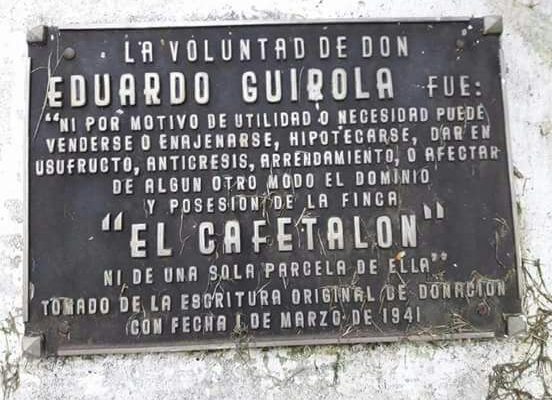 LA VOLUNTAD DE DON
EDUARDO GUIROLA FUE:
"NI POR MOTIVO DE UTILIDAD O NECESIDAD PUEDE
VENDERSE O ENAJENARSE, HIPOTECARSE, DAR EN
USUFRUCTO, ANTICRESIS, ARRENDAMIENTO, O AFECTAR
DE ALGUN OTRO MODO EL DOMINIO
Y POSESION DE LA FINCA
"EL CAFETALON"
NI DE UNA SOLA PARCELA DE ELLA"
TOMADO DE LA ESCRITURA ORIGINAL DE DONACION
CON FECHA 1 DE MARZO DE 1941